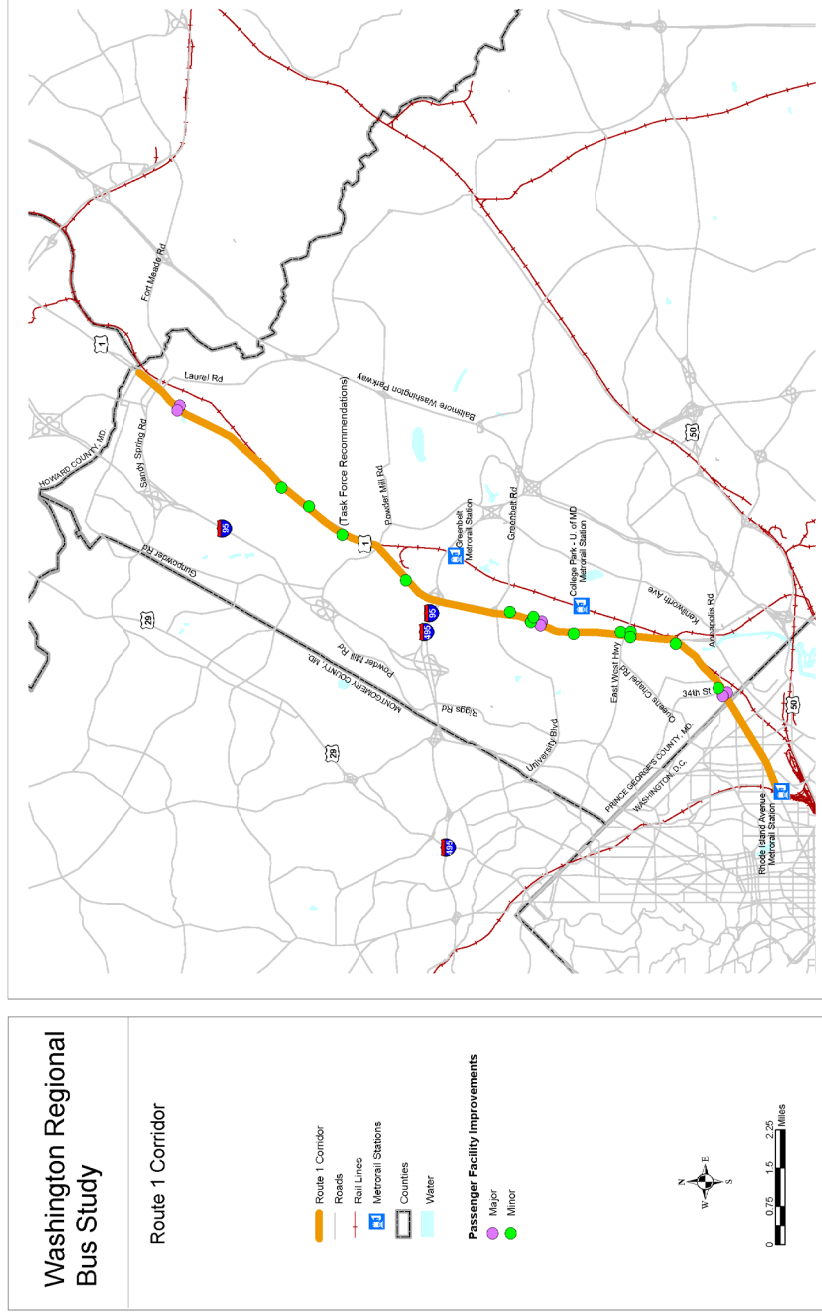 Washington Regional
Bus Study
Route 1 Corridor
Route 1 Corridor
Roads
Rail Lines
Metrorail Stations
Counties
Water
Passenger Facility Improvements
Major
Minor
N
W
E
S
0
0.75
1.5
2.25
Miles
1
Fort Meade Rd
HOWARD COUNTY, MD.
Laurel Rd
Sandy Spring Rd
95
Gunpowder Rd
29
(Task Force Recommendations)
Baltimore Washington Parkway
Powder Mill Rd
1
Greenbelt
Metrorail Station
Greenbelt Rd
50
495
95
Powder Mill Rd
MONTGOMERY COUNTY, MD.
Riggs Rd
29
College Park - U. of MD
Metrorail Station
Kenilworth Ave
Annapolis Rd
East West Hwy
Queens Chapel Rd
34th St
University Blvd
495
PRINCE GEORGE'S COUNTY, MD.
WASHINGTON, D.C.
50
Rhode Island Avenue
Metrorail Station